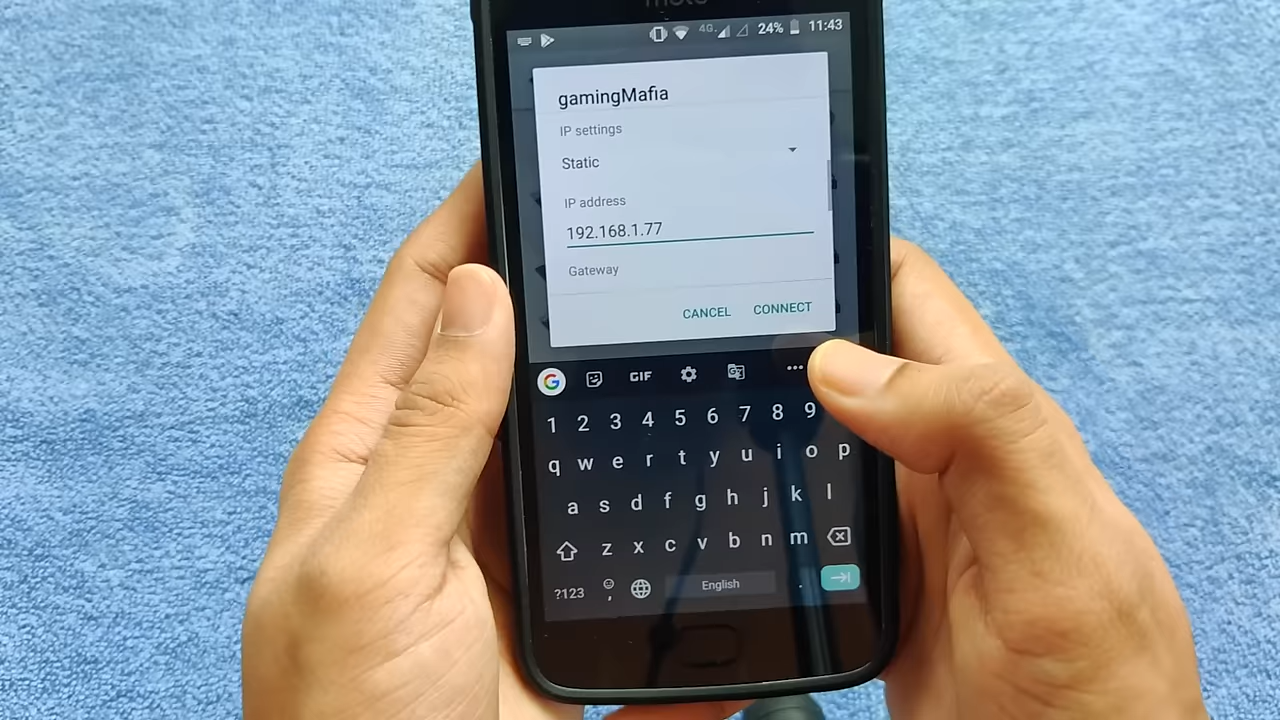 moto
4G 24% 11:43
gamingMafia
IP settings
Static
IP address
192.168.1.77
Gateway
CANCEL CONNECT
G GIF
1 2 3 4 5 6 7 8 9
q w e r t y u i o p
a s d f g h j k l
z x c v b n m
?123 , English .